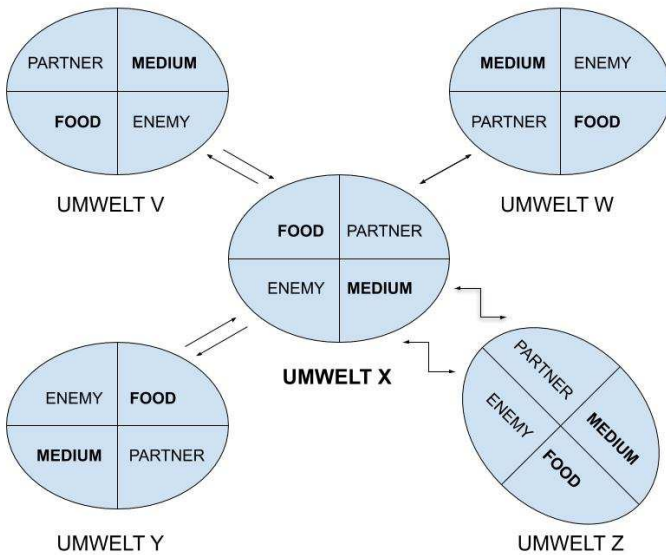 PARTNER MEDIUM
FOOD ENEMY
UMWELT V
MEDIUM ENEMY
PARTNER FOOD
UMWELT W
FOOD PARTNER
ENEMY MEDIUM
UMWELT X
ENEMY FOOD
MEDIUM PARTNER
UMWELT Y
PARTNER
MEDIUM
ENEMY
FOOD
UMWELT Z